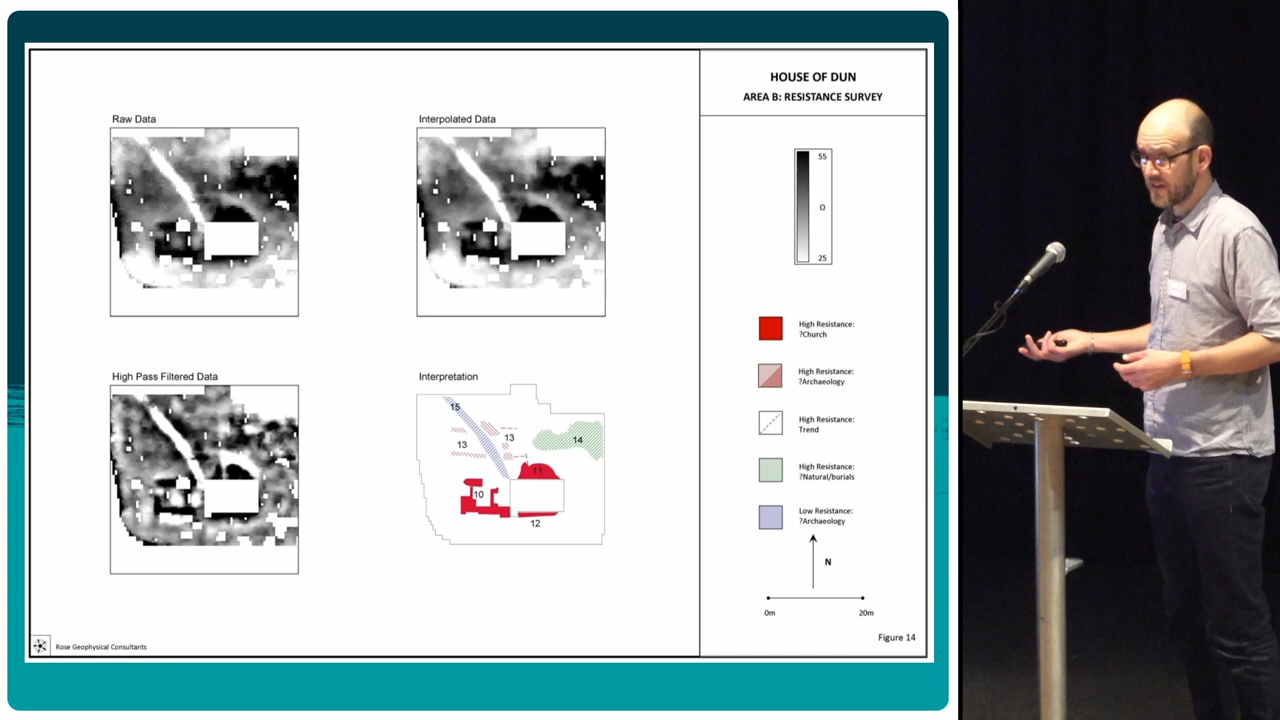 HOUSE OF DUN
AREA B: RESISTANCE SURVEY
Raw Data
Interpolated Data
55
Ω
25
High Resistance:
?Church
High Resistance:
?Archaeology
High Resistance:
Trend
High Resistance:
?Natural/burials
Low Resistance:
?Archaeology
High Pass Filtered Data
Interpretation
15
13
13
14
11
10
12
N
0m
20m
Figure 14
Rose Geophysical Consultants